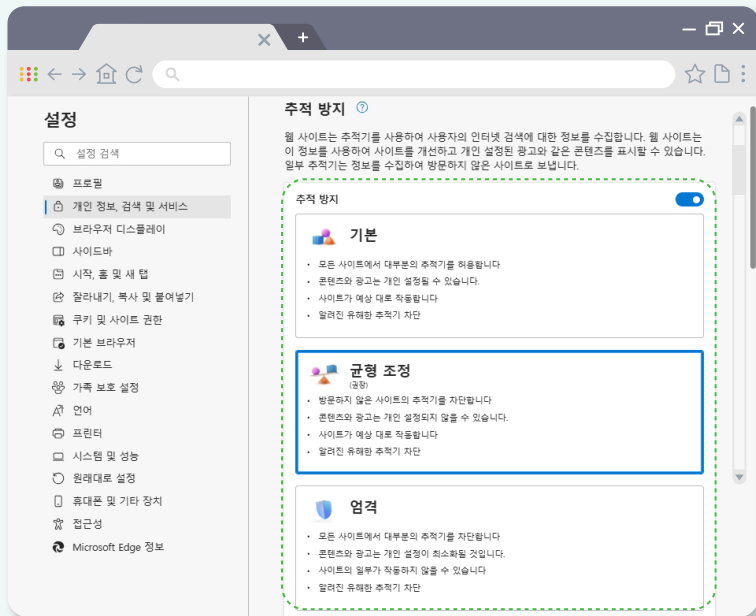 설정
설정 검색
프로필
개인 정보, 검색 및 서비스
브라우저 디스플레이
사이드바
시작, 홈 및 새 탭
잘라내기, 복사 및 붙여넣기
쿠키 및 사이트 권한
기본 브라우저
다운로드
가족 보호 설정
언어
프린터
시스템 및 성능
원래대로 설정
휴대폰 및 기타 장치
접근성
Microsoft Edge 정보
추적 방지
웹 사이트는 추적기를 사용하여 사용자의 인터넷 검색에 대한 정보를 수집합니다. 웹 사이트는
이 정보를 사용하여 사이트를 개선하고 개인 설정된 광고와 같은 콘텐츠를 표시할 수 있습니다.
일부 추적기는 정보를 수집하여 방문하지 않은 사이트로 보냅니다.
추적 방지
기본
• 모든 사이트에서 대부분의 추적기를 허용합니다
• 콘텐츠와 광고는 개인 설정될 수 있습니다.
• 사이트가 예상 대로 작동합니다
• 알려진 유해한 추적기 차단
균형 조정
(권장)
• 방문하지 않은 사이트의 추적기를 차단합니다
• 콘텐츠와 광고는 개인 설정되지 않을 수 있습니다.
• 사이트가 예상 대로 작동합니다
• 알려진 유해한 추적기 차단
엄격
• 모든 사이트에서 대부분의 추적기를 차단합니다
• 콘텐츠와 광고는 개인 설정이 최소화될 것입니다.
• 사이트의 일부가 작동하지 않을 수 있습니다
• 알려진 유해한 추적기 차단